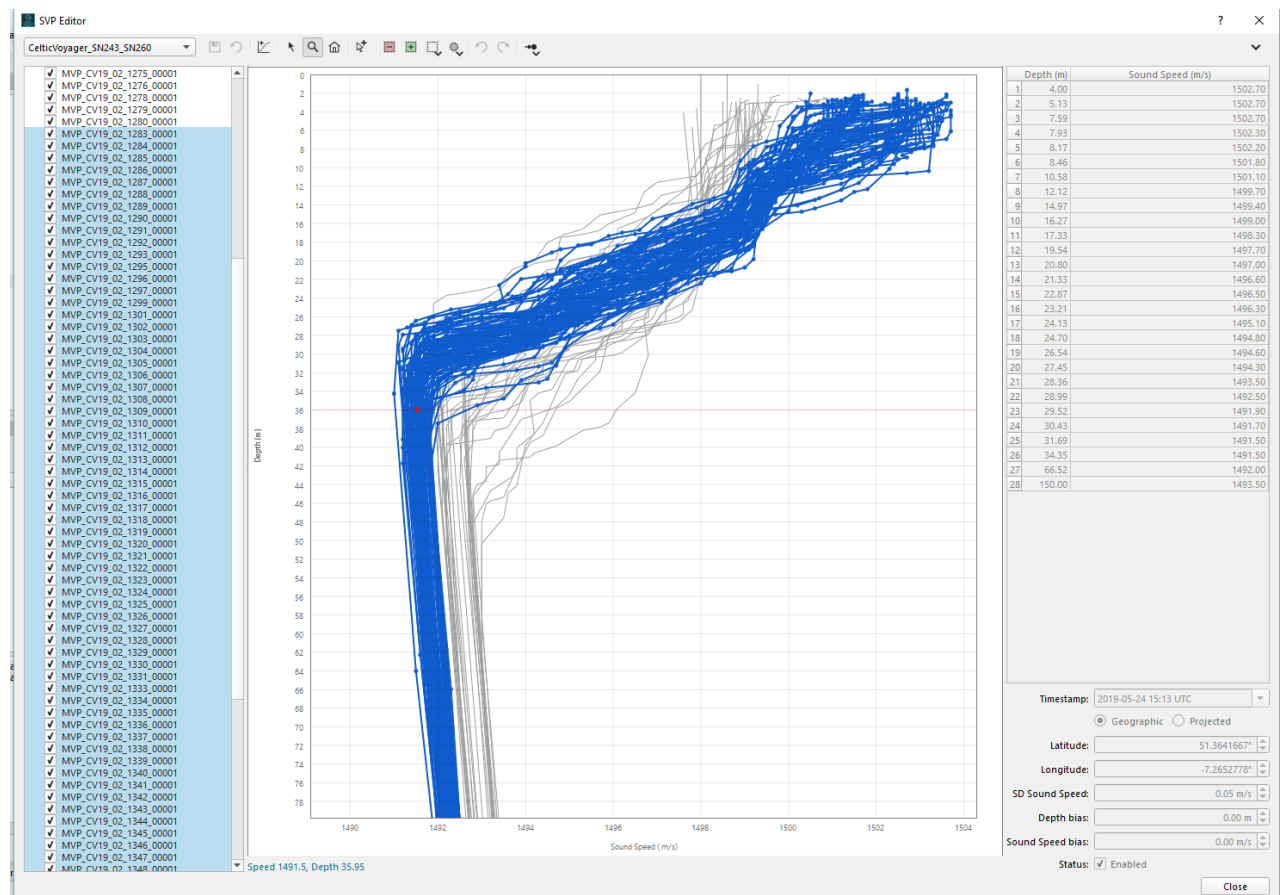 SVP Editor
? ×
CelticVoyager_SN243_SN260
MVP_CV19_02_1275_00001
MVP_CV19_02_1276_00001
MVP_CV19_02_1278_00001
MVP_CV19_02_1279_00001
MVP_CV19_02_1280_00001
MVP_CV19_02_1283_00001
MVP_CV19_02_1284_00001
MVP_CV19_02_1285_00001
MVP_CV19_02_1286_00001
MVP_CV19_02_1287_00001
MVP_CV19_02_1288_00001
MVP_CV19_02_1289_00001
MVP_CV19_02_1290_00001
MVP_CV19_02_1291_00001
MVP_CV19_02_1292_00001
MVP_CV19_02_1293_00001
MVP_CV19_02_1295_00001
MVP_CV19_02_1296_00001
MVP_CV19_02_1297_00001
MVP_CV19_02_1299_00001
MVP_CV19_02_1301_00001
MVP_CV19_02_1302_00001
MVP_CV19_02_1303_00001
MVP_CV19_02_1304_00001
MVP_CV19_02_1305_00001
MVP_CV19_02_1306_00001
MVP_CV19_02_1307_00001
MVP_CV19_02_1308_00001
MVP_CV19_02_1309_00001
MVP_CV19_02_1310_00001
MVP_CV19_02_1311_00001
MVP_CV19_02_1312_00001
MVP_CV19_02_1313_00001
MVP_CV19_02_1314_00001
MVP_CV19_02_1315_00001
MVP_CV19_02_1316_00001
MVP_CV19_02_1317_00001
MVP_CV19_02_1318_00001
MVP_CV19_02_1319_00001
MVP_CV19_02_1320_00001
MVP_CV19_02_1321_00001
MVP_CV19_02_1322_00001
MVP_CV19_02_1323_00001
MVP_CV19_02_1324_00001
MVP_CV19_02_1325_00001
MVP_CV19_02_1326_00001
MVP_CV19_02_1327_00001
MVP_CV19_02_1328_00001
MVP_CV19_02_1329_00001
MVP_CV19_02_1330_00001
MVP_CV19_02_1331_00001
MVP_CV19_02_1333_00001
MVP_CV19_02_1334_00001
MVP_CV19_02_1335_00001
MVP_CV19_02_1336_00001
MVP_CV19_02_1337_00001
MVP_CV19_02_1338_00001
MVP_CV19_02_1339_00001
MVP_CV19_02_1340_00001
MVP_CV19_02_1341_00001
MVP_CV19_02_1342_00001
MVP_CV19_02_1343_00001
MVP_CV19_02_1344_00001
MVP_CV19_02_1345_00001
MVP_CV19_02_1346_00001
MVP_CV19_02_1347_00001
MVP_CV19_02_1348_00001
0
2
4
6
8
10
12
14
16
18
20
22
24
26
28
30
32
34
36
38
40
42
44
46
48
50
52
54
56
58
60
62
64
66
68
70
72
74
76
78
Depth (m)
1490 1492 1494 1496 1498 1500 1502 1504
Sound Speed ( m/s)
Speed 1491.5, Depth 35.95
Depth (m) Sound Speed (m/s)
1 4.00 1502.70
2 5.13 1502.70
3 7.59 1502.70
4 7.93 1502.30
5 8.17 1502.20
6 8.46 1501.80
7 10.58 1501.10
8 12.12 1499.70
9 14.97 1499.40
10 16.27 1499.00
11 17.33 1498.30
12 19.54 1497.70
13 20.80 1497.00
14 21.33 1496.60
15 22.87 1496.50
16 23.21 1496.30
17 24.13 1495.10
18 24.70 1494.80
19 26.54 1494.60
20 27.45 1494.30
21 28.36 1493.50
22 28.99 1492.50
23 29.52 1491.90
24 30.43 1491.70
25 31.69 1491.50
26 34.35 1491.50
27 66.52 1492.00
28 150.00 1493.50
Timestamp: 2019-05-24 15:13 UTC
Geographic Projected
Latitude: 51.3641667°
Longitude: -7.2652778°
SD Sound Speed: 0.05 m/s
Depth bias: 0.00 m
Sound Speed bias: 0.00 m/s
Status: Enabled
Close